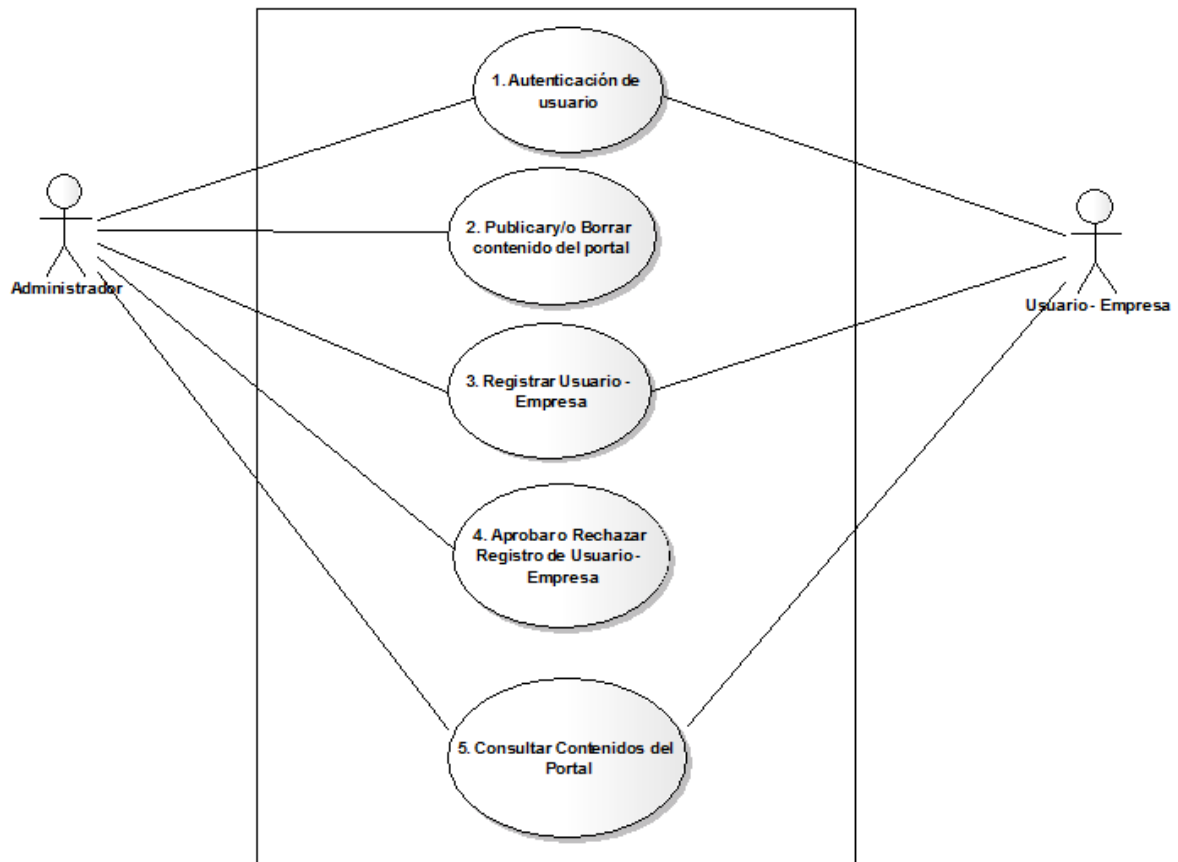 1. Autenticación de
usuario
2. Publicary/o Borrar
contenido del portal
Administrador
Usuario - Empresa
3. Registrar Usuario -
Empresa
4. Aprobar o Rechazar
Registro de Usuario-
Empresa
5. Consultar Contenidos del
Portal